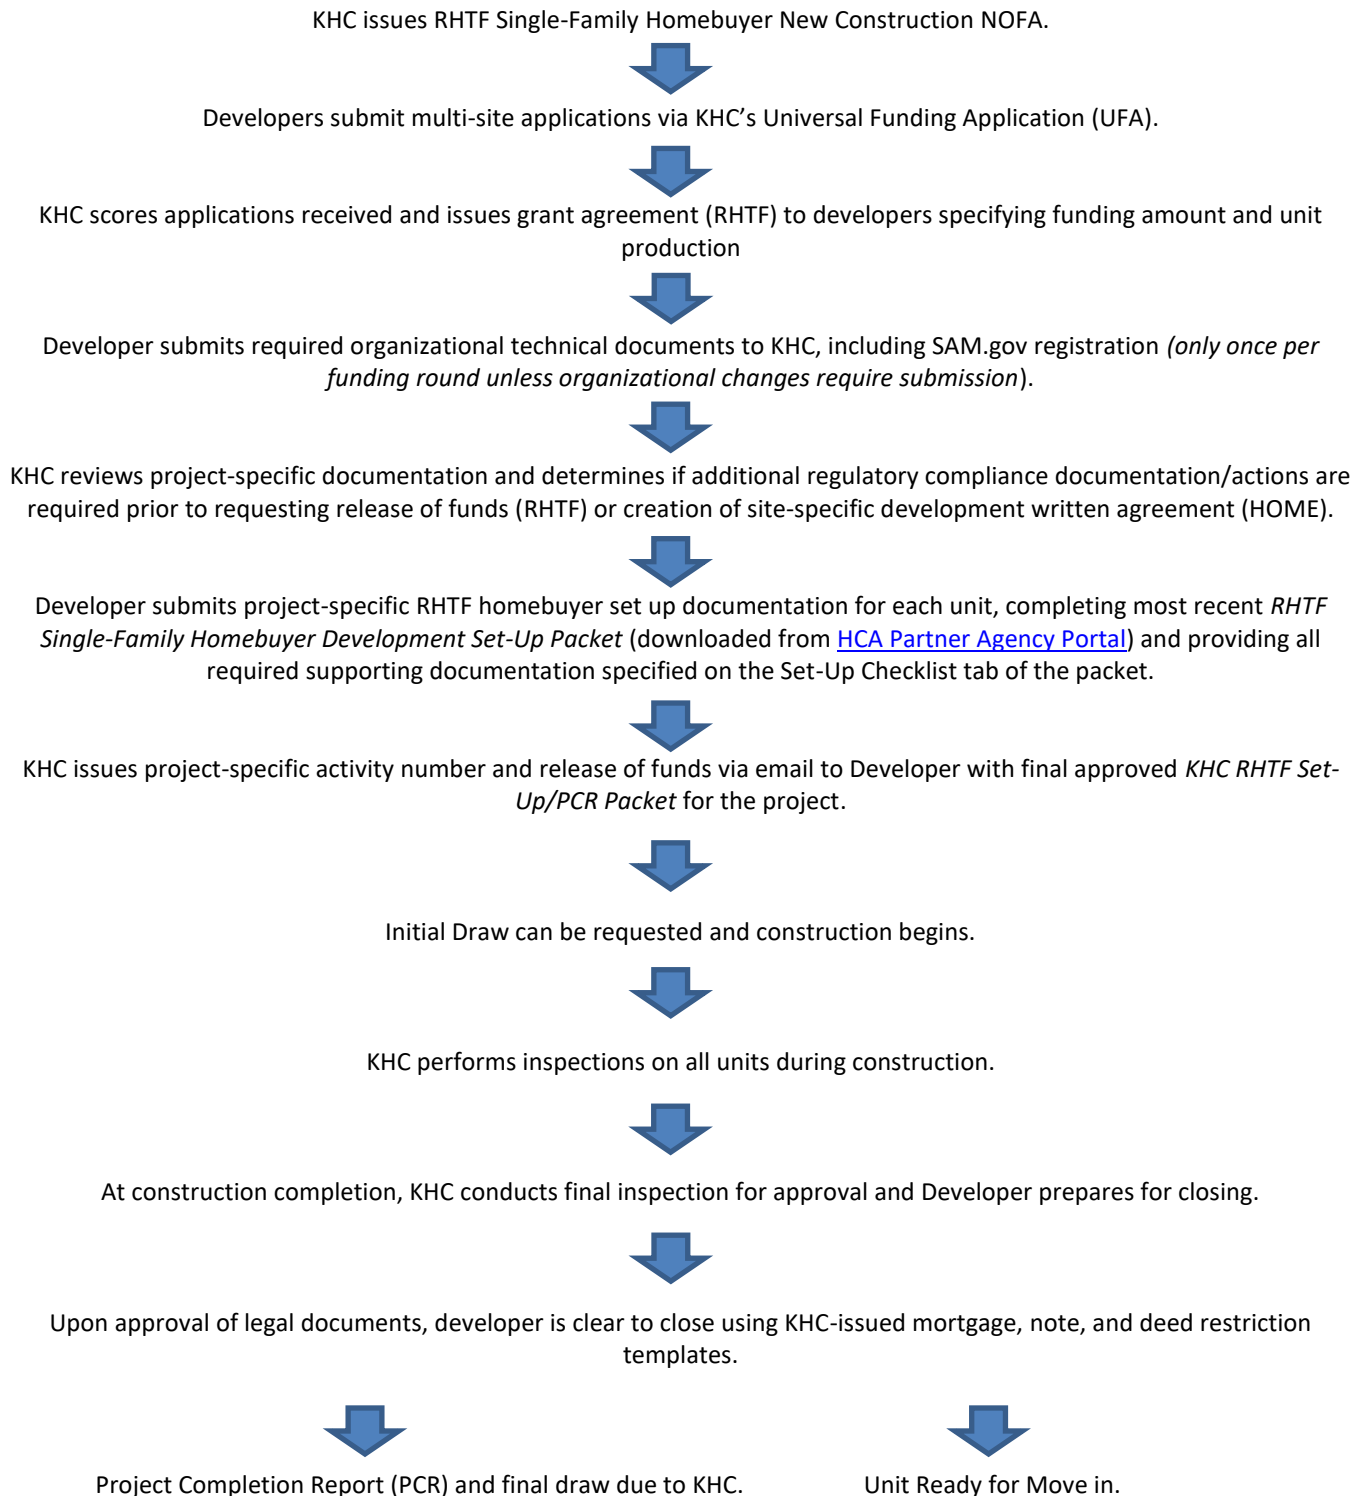 KHC issues RHTF Single-Family Homebuyer New Construction NOFA.
Developers submit multi-site applications via KHC’s Universal Funding Application (UFA).
KHC scores applications received and issues grant agreement (RHTF) to developers specifying funding amount and unit
production
Developer submits required organizational technical documents to KHC, including SAM.gov registration (only once per
funding round unless organizational changes require submission).
KHC reviews project-specific documentation and determines if additional regulatory compliance documentation/actions are
required prior to requesting release of funds (RHTF) or creation of site-specific development written agreement (HOME).
Developer submits project-specific RHTF homebuyer set up documentation for each unit, completing most recent RHTF
Single-Family Homebuyer Development Set-Up Packet (downloaded from HCA Partner Agency Portal) and providing all
required supporting documentation specified on the Set-Up Checklist tab of the packet.
KHC issues project-specific activity number and release of funds via email to Developer with final approved KHC RHTF Set-
Up/PCR Packet for the project.
Initial Draw can be requested and construction begins.
KHC performs inspections on all units during construction.
At construction completion, KHC conducts final inspection for approval and Developer prepares for closing.
Upon approval of legal documents, developer is clear to close using KHC-issued mortgage, note, and deed restriction
templates.
Project Completion Report (PCR) and final draw due to KHC.
Unit Ready for Move in.